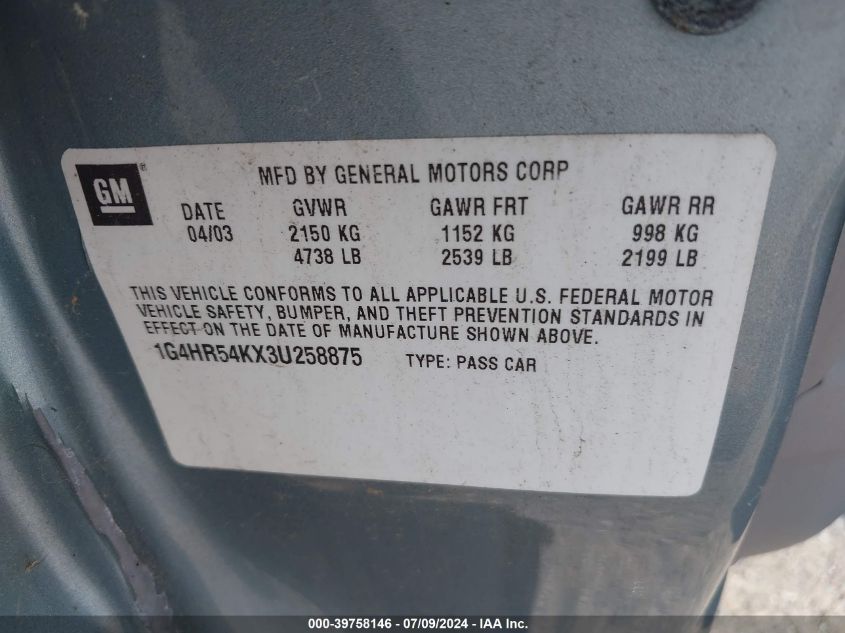 GM
MFD BY GENERAL MOTORS CORP
DATE GVWR GAWR FRT GAWR RR
04/03 2150 KG 1152 KG 998 KG
4738 LB 2539 LB 2199 LB
THIS VEHICLE CONFORMS TO ALL APPLICABLE U.S. FEDERAL MOTOR
VEHICLE SAFETY, BUMPER, AND THEFT PREVENTION STANDARDS IN
EFFECT ON THE DATE OF MANUFACTURE SHOWN ABOVE.
1G4HR54KX3U258875 TYPE: PASS CAR
000-39758146 / 07/09/2024 - IAA Inc.